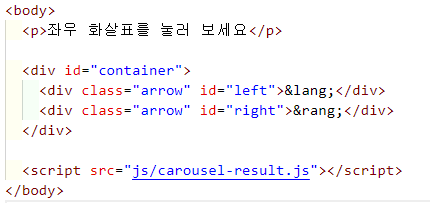 <body>
<p>좌우 화살표를 눌러 보세요</p>
<div id="container">
<div class="arrow" id="left">&lang;</div>
<div class="arrow" id="right">&rang;</div>
</div>
<script src="js/carousel-result.js"></script>
</body>